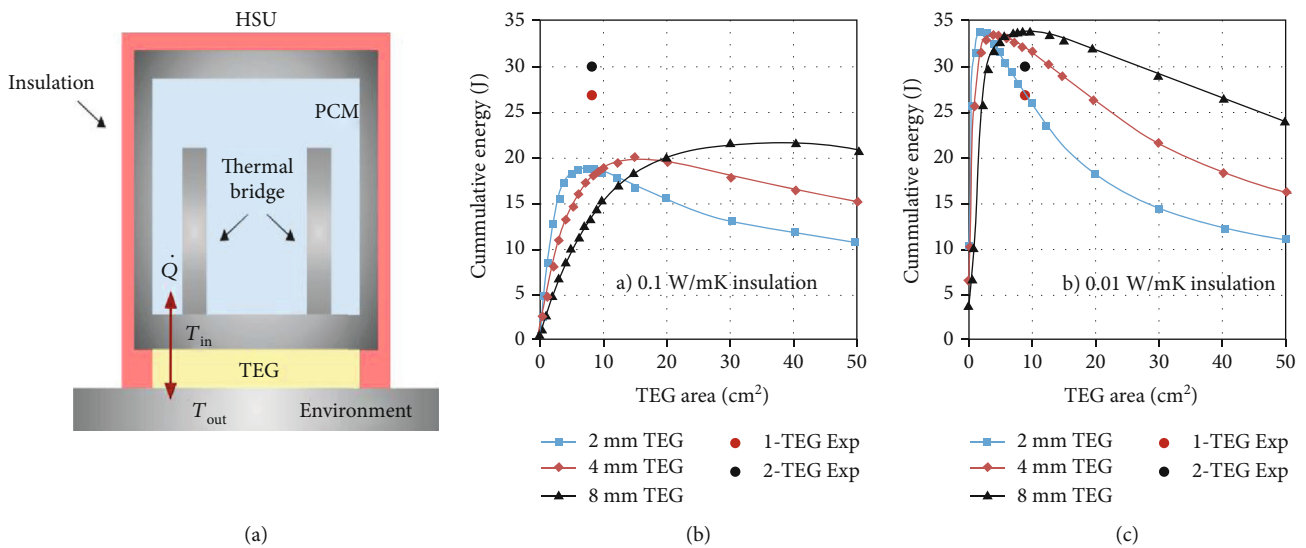 HSU
Insulation
PCM
Thermal
bridge
Q̇
T_in
TEG
T_out
Environment
(a)
Cummulative energy (J)
35
30
25
20
15
10
5
0
a) 0.1 W/mK insulation
0 10 20 30 40 50
TEG area (cm²)
2 mm TEG
4 mm TEG
8 mm TEG
1-TEG Exp
2-TEG Exp
(b)
Cummulative energy (J)
35
30
25
20
15
10
5
0
b) 0.01 W/mK insulation
0 10 20 30 40 50
TEG area (cm²)
2 mm TEG
4 mm TEG
8 mm TEG
1-TEG Exp
2-TEG Exp
(c)